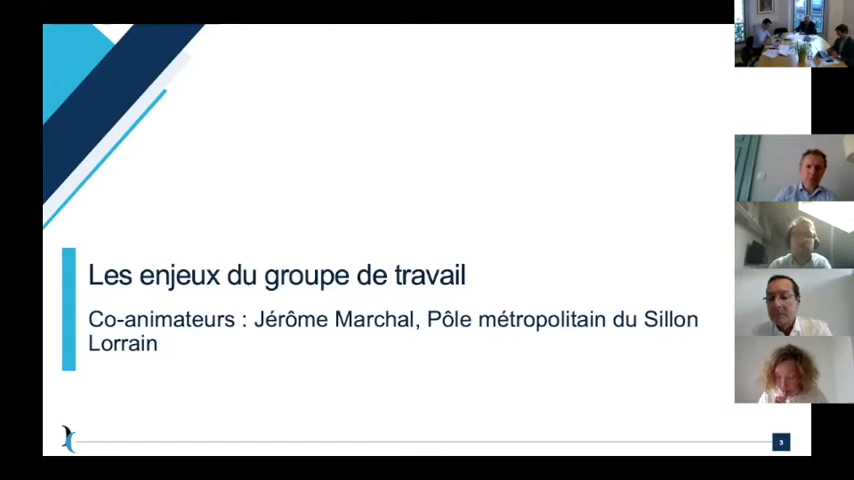 Les enjeux du groupe de travail
Co-animateurs : Jérôme Marchal, Pôle métropolitain du Sillon
Lorrain
3